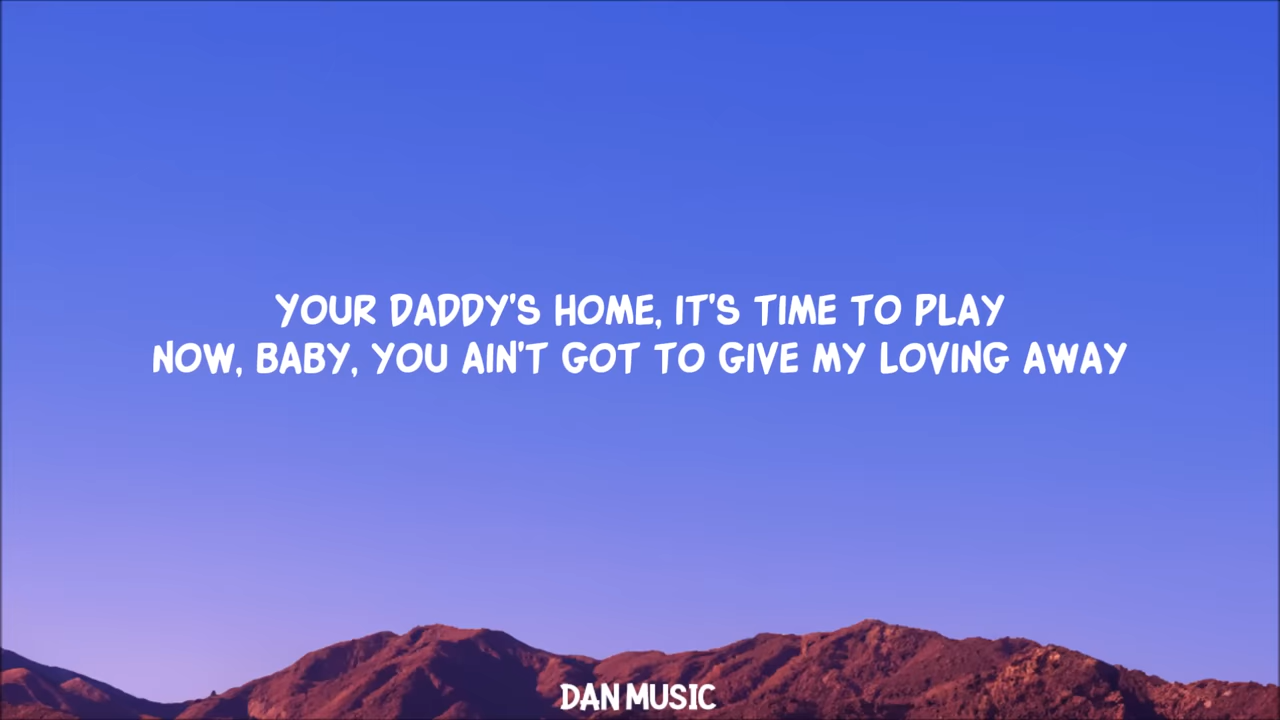 YOUR DADDY'S HOME, IT'S TIME TO PLAY
NOW, BABY, YOU AIN'T GOT TO GIVE MY LOVING AWAY
DAN MUSIC